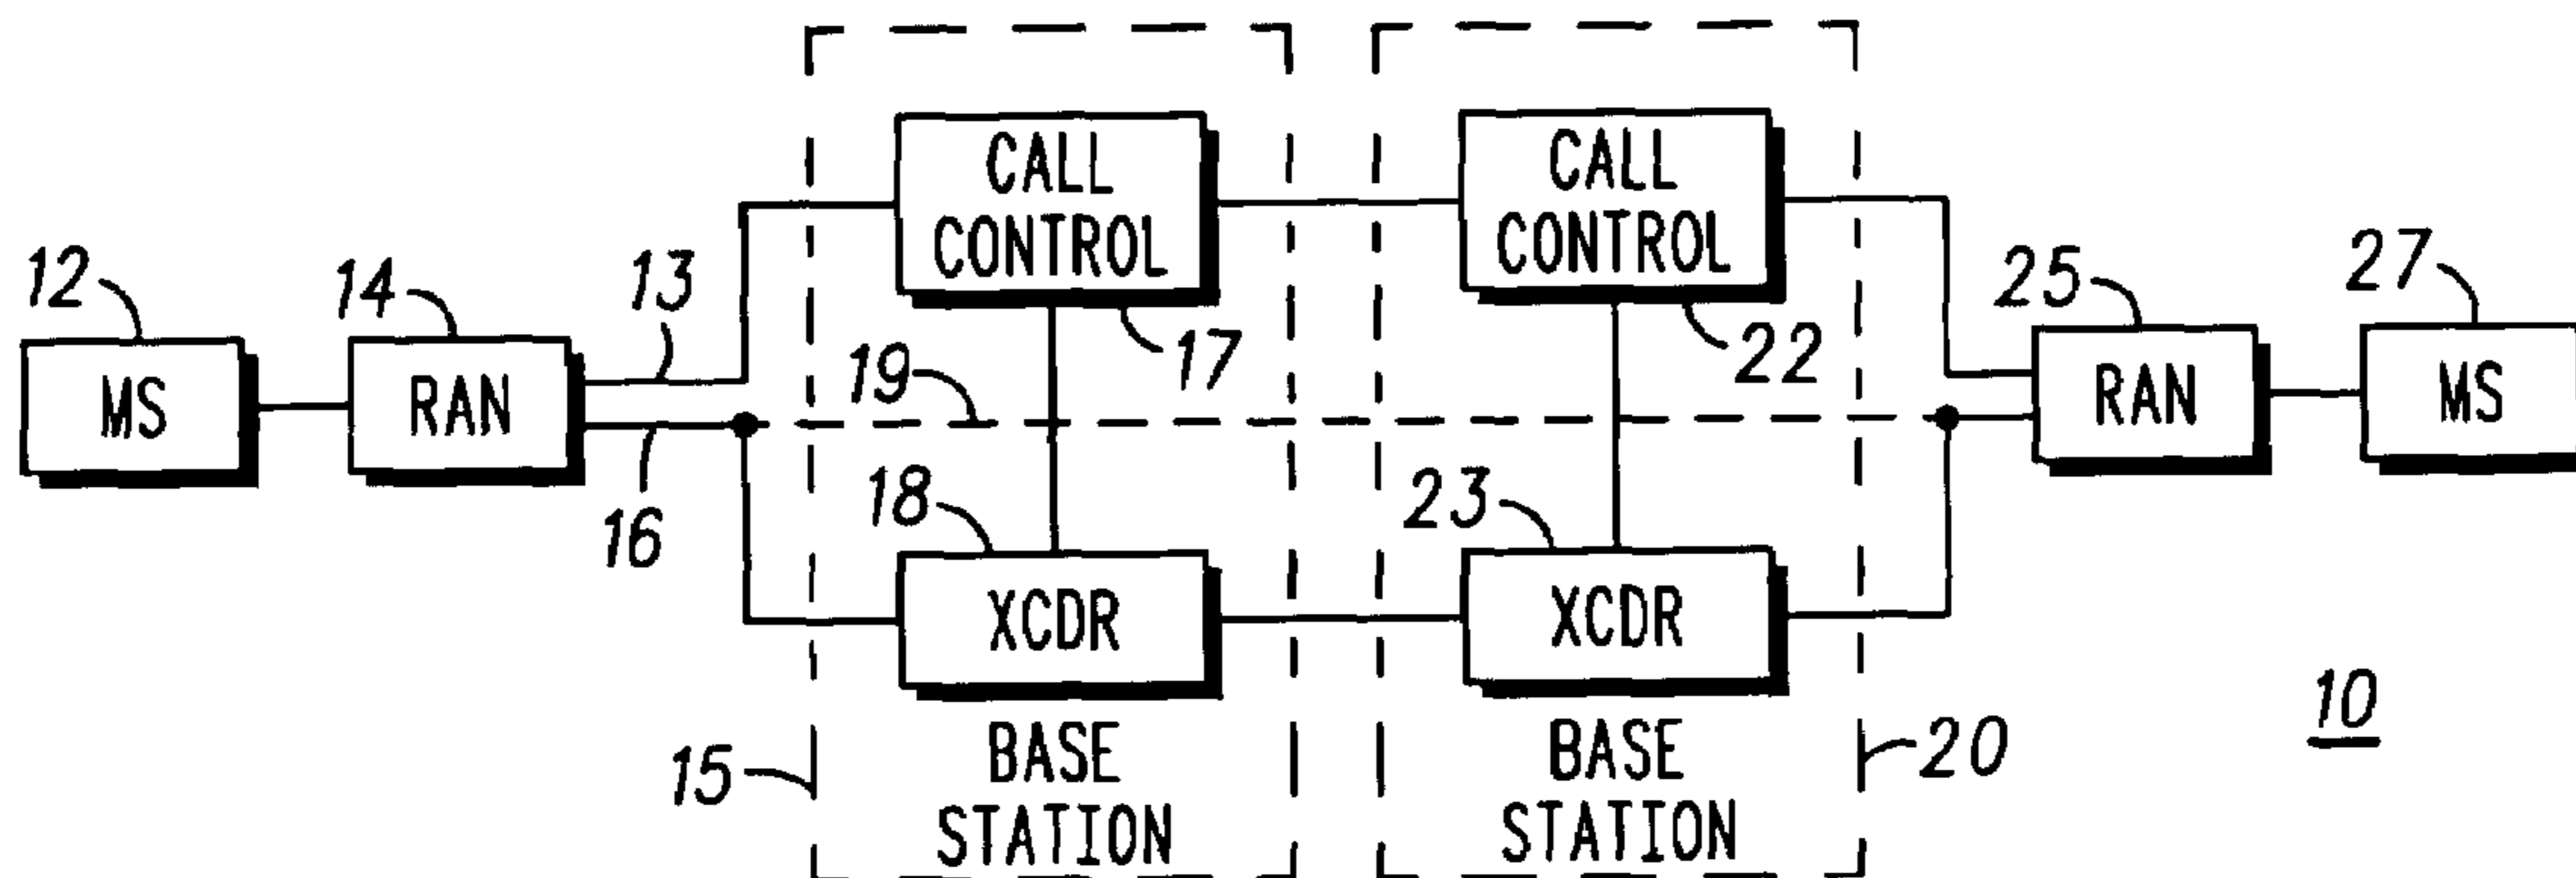 CALL
CONTROL
CALL
CONTROL
12
14
13
25
27
MS
RAN
17
22
RAN
MS
19
16
18
23
XCDR
XCDR
10
15
BASE
STATION
BASE
STATION
20